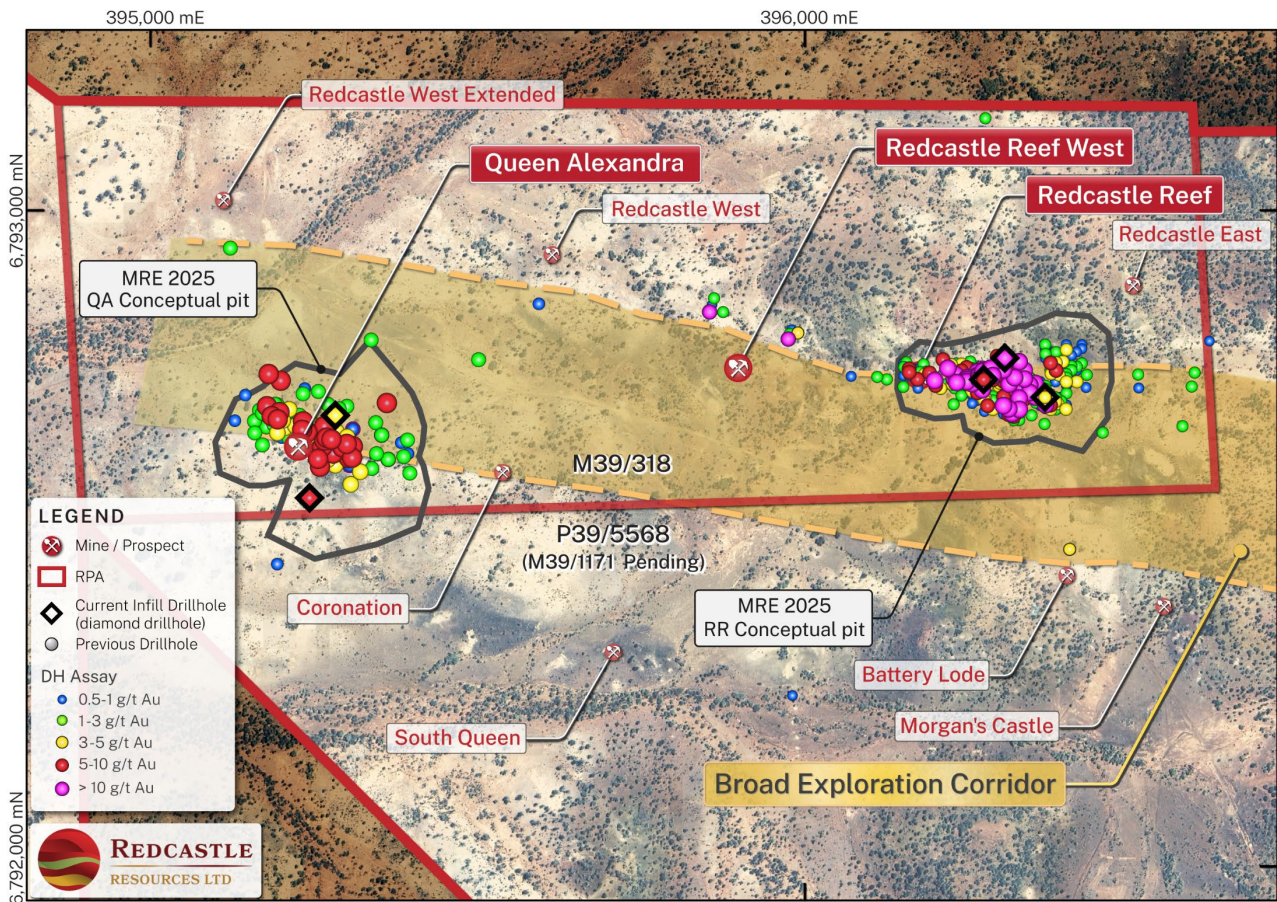 395,000 mE
396,000 mE
6,793,000 mN
6,792,000 mN
Redcastle West Extended
Queen Alexandra
Redcastle Reef West
Redcastle West
Redcastle Reef
Redcastle East
MRE 2025
QA Conceptual pit
M39/318
P39/5568
(M39/1171 Pending)
Coronation
MRE 2025
RR Conceptual pit
Battery Lode
Morgan's Castle
South Queen
Broad Exploration Corridor
LEGEND
Mine / Prospect
RPA
Current Infill Drillhole
(diamond drillhole)
Previous Drillhole
DH Assay
0.5-1 g/t Au
1-3 g/t Au
3-5 g/t Au
5-10 g/t Au
> 10 g/t Au
REDCASTLE
RESOURCES LTD